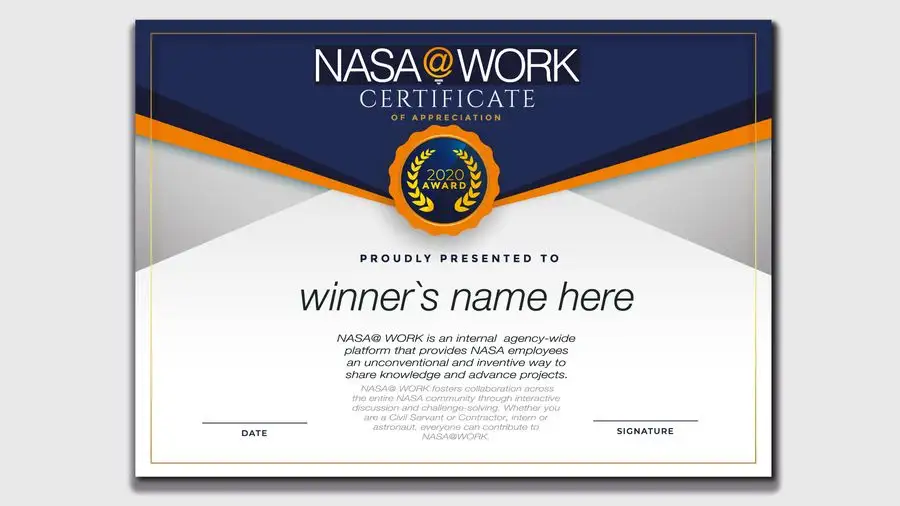 NASA@WORK
CERTIFICATE
OF APPRECIATION
2020
AWARD
PROUDLY PRESENTED TO
winner`s name here
NASA@ WORK is an internal agency-wide
platform that provides NASA employees
an unconventional and inventive way to
share knowledge and advance projects.
NASA@ WORK fosters collaboration across
the entire NASA community through interactive
discussion and challenge-solving. Whether you
are a Civil Servant or Contractor, intern or
astronaut, everyone can contribute to
NASA@WORK.
DATE
SIGNATURE